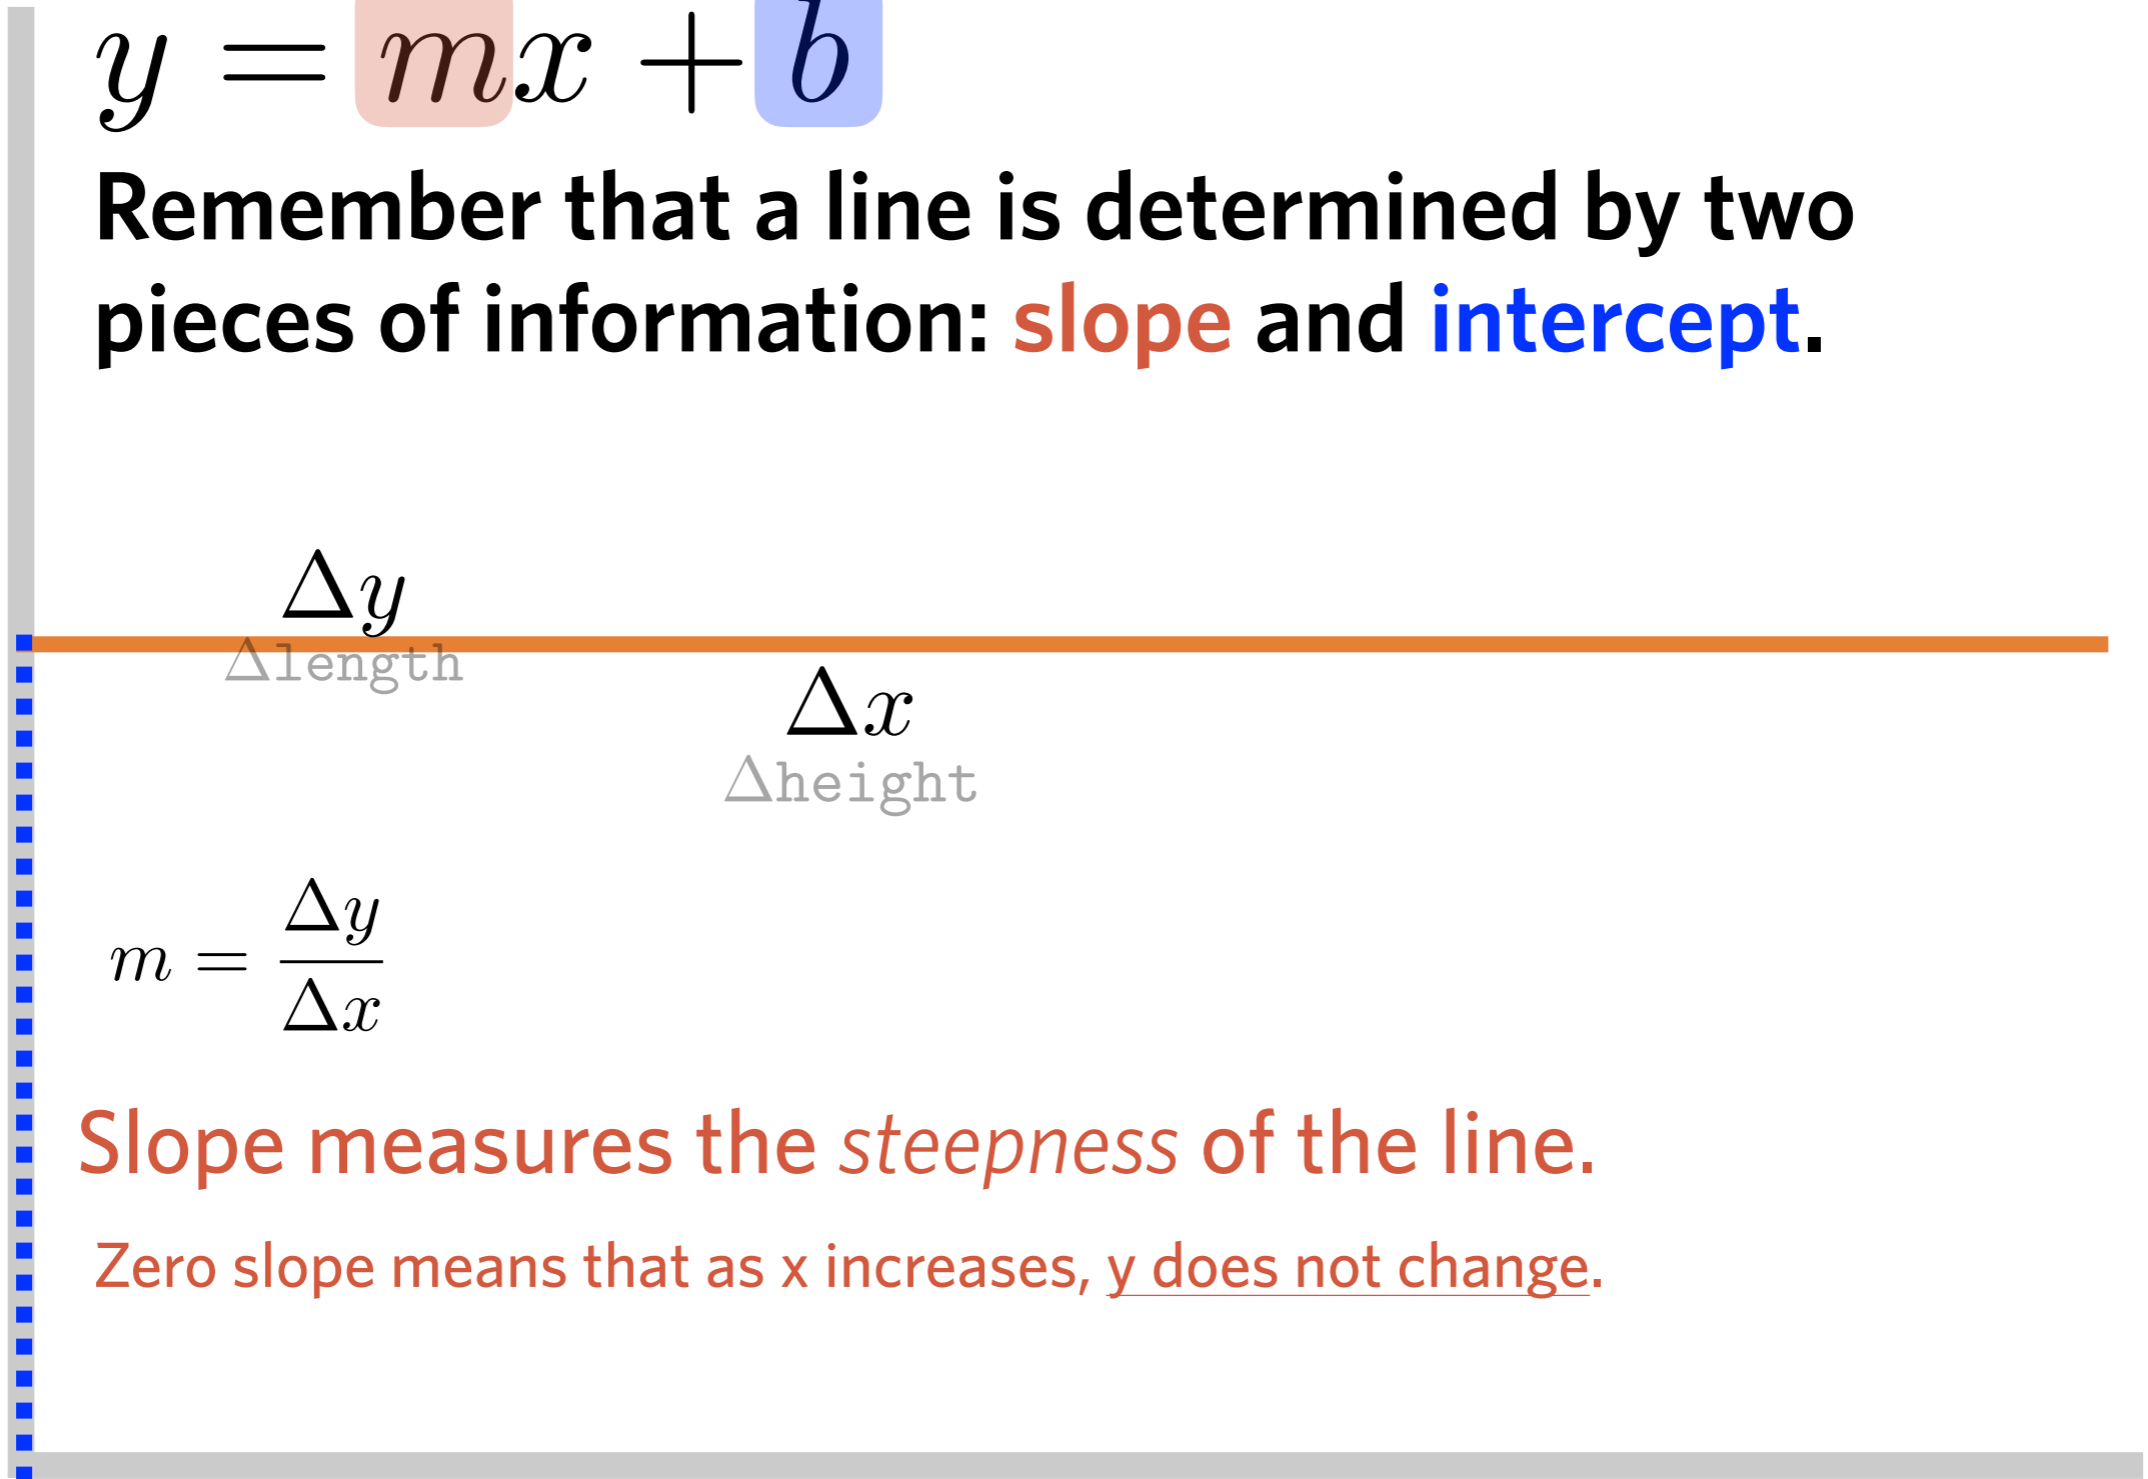 y = mx + b
Remember that a line is determined by two
pieces of information: slope and intercept.
Δy
Δlength
Δx
Δheight
m = Δy/Δx
Slope measures the steepness of the line.
Zero slope means that as x increases, y does not change.